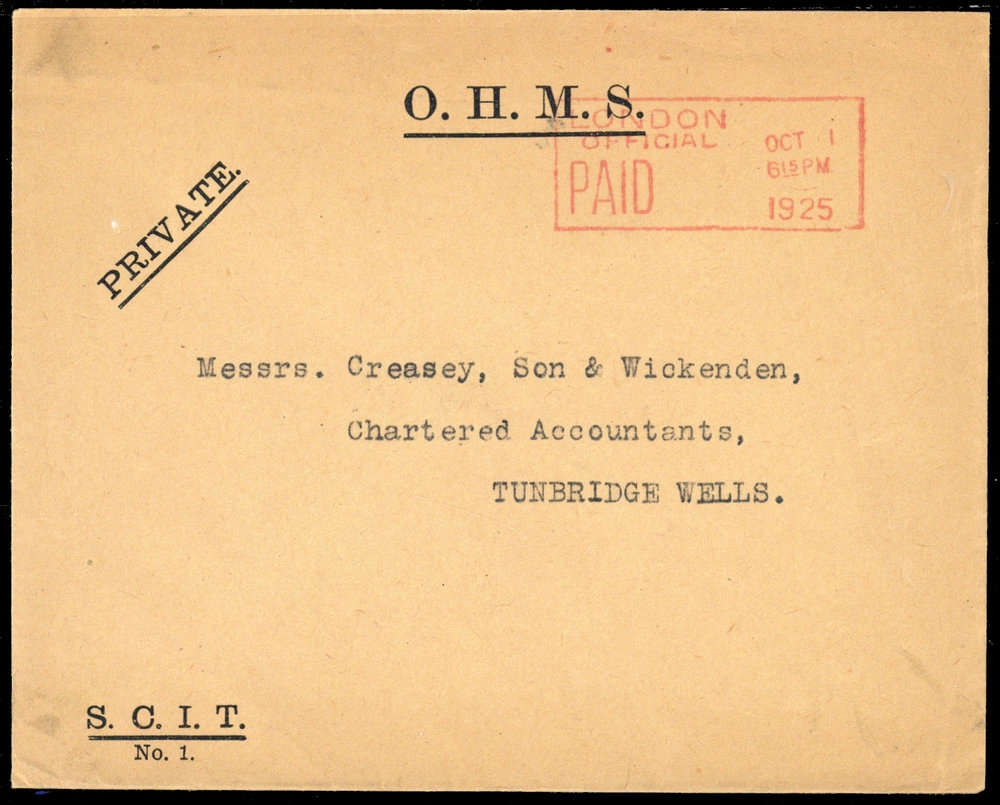 O. H. M. S.
LONDON
OFFICIAL
PAID
OCT 1
6 15 PM
1925
PRIVATE.
Messrs. Creasey, Son & Wickenden,
Chartered Accountants,
TUNBRIDGE WELLS.
S. C. I. T.
No. 1.